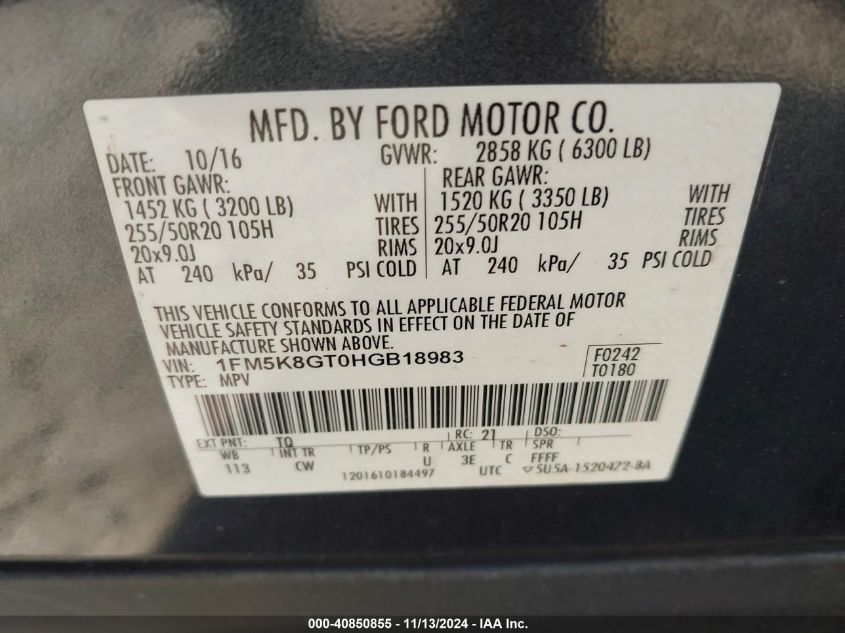 MFD. BY FORD MOTOR CO.
DATE: 10/16 GVWR: 2858 KG ( 6300 LB)
FRONT GAWR: REAR GAWR:
1452 KG ( 3200 LB) WITH 1520 KG ( 3350 LB) WITH
255/50R20 105H TIRES 255/50R20 105H TIRES
20x9.0J RIMS 20x9.0J RIMS
AT 240 kPa/ 35 PSI COLD AT 240 kPa/ 35 PSI COLD
THIS VEHICLE CONFORMS TO ALL APPLICABLE FEDERAL MOTOR
VEHICLE SAFETY STANDARDS IN EFFECT ON THE DATE OF
MANUFACTURE SHOWN ABOVE.
VIN: 1FM5K8GT0HGB18983 F0242
TYPE: MPV T0180
EXT PNT: TQ RC: 21 DSO:
WB INT TR TP/PS R AXLE TR SPR
113 CW U 3E C FFFF
1201610184497 UTC 5U5A-1520472-BA
000-40850855 - 11/13/2024 - IAA Inc.